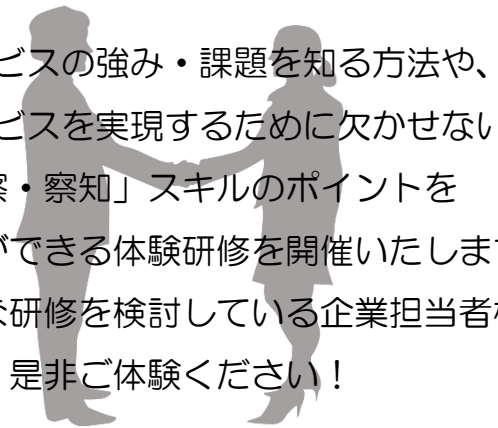 ビスの強み・課題を知る方法や、
ビスを実現するために欠かせない
察・察知」スキルのポイントを
ができる体験研修を開催いたします
な研修を検討している企業担当者様
是非ご体験ください！